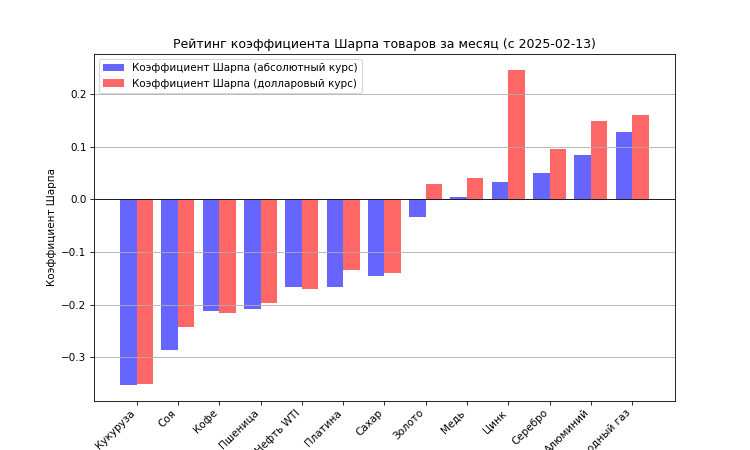 Рейтинг коэффициента Шарпа товаров за месяц (с 2025-02-13)
Коэффициент Шарпа (абсолютный курс)
Коэффициент Шарпа (долларовый курс)
Коэффициент Шарпа
0.2
0.1
0.0
−0.1
−0.2
−0.3
Кукуруза
Соя
Кофе
Пшеница
Нефть WTI
Платина
Сахар
Золото
Медь
Цинк
Серебро
Алюминий
одный газ